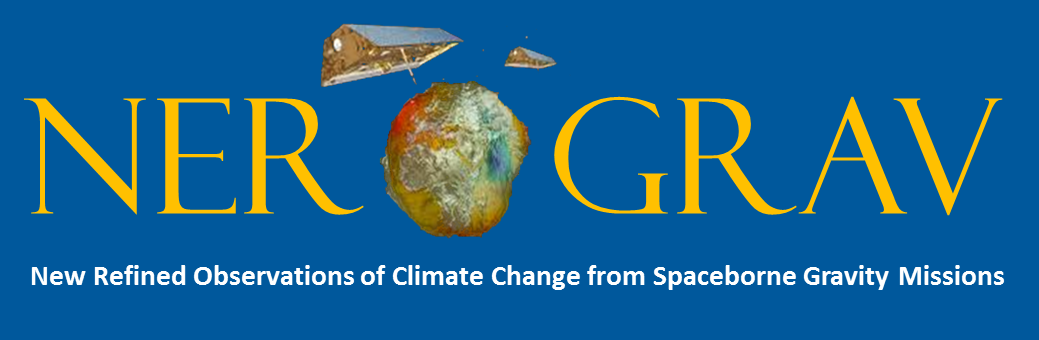 NEROGRAV
New Refined Observations of Climate Change from Spaceborne Gravity Missions